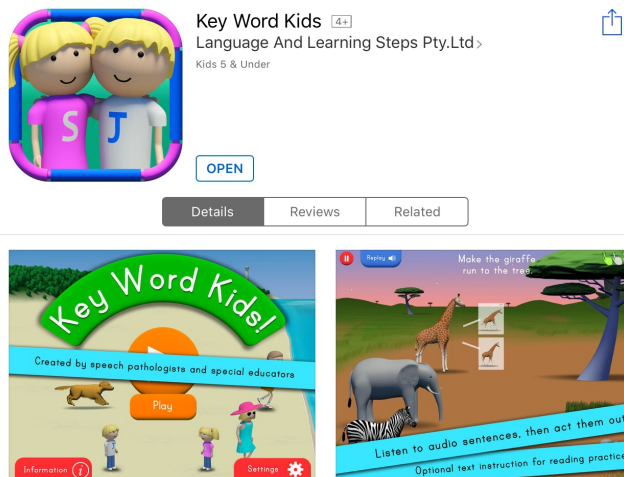 Key Word Kids 4+
Language And Learning Steps Pty.Ltd>
Kids 5 & Under
S J
OPEN
Details Reviews Related
Key Word Kids!
Created by speech pathologists and special educators
Play
Information i
Settings
Replay
Make the giraffe
run to the tree.
Listen to audio sentences, then act them out
Optional text instruction for reading practice